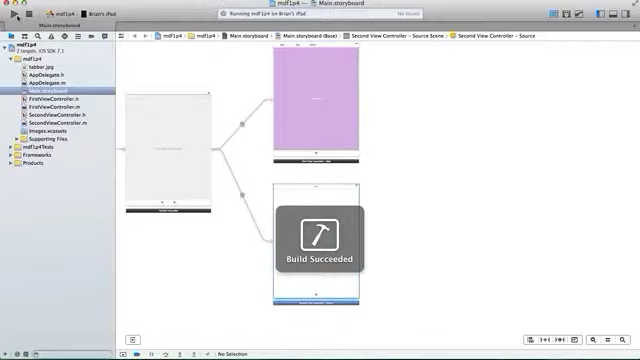 Main.storyboard
mdf1p4 > Brian's iPad
Running mdf1p4 on Brian's iPad
No Issues
Main.storyboard
mdf1p4 > mdf1p4 > Main.storyboard > Main.storyboard (Base) > Second View Controller – Source Scene > Second View Controller – Source
mdf1p4
2 targets, iOS SDK 7.1
mdf1p4
tabbar.jpg
AppDelegate.h
AppDelegate.m
Main.storyboard
FirstViewController.h
FirstViewController.m
SecondViewController.h
SecondViewController.m
Images.xcassets
Supporting Files
mdf1p4Tests
Frameworks
Products
Build Succeeded
No Selection